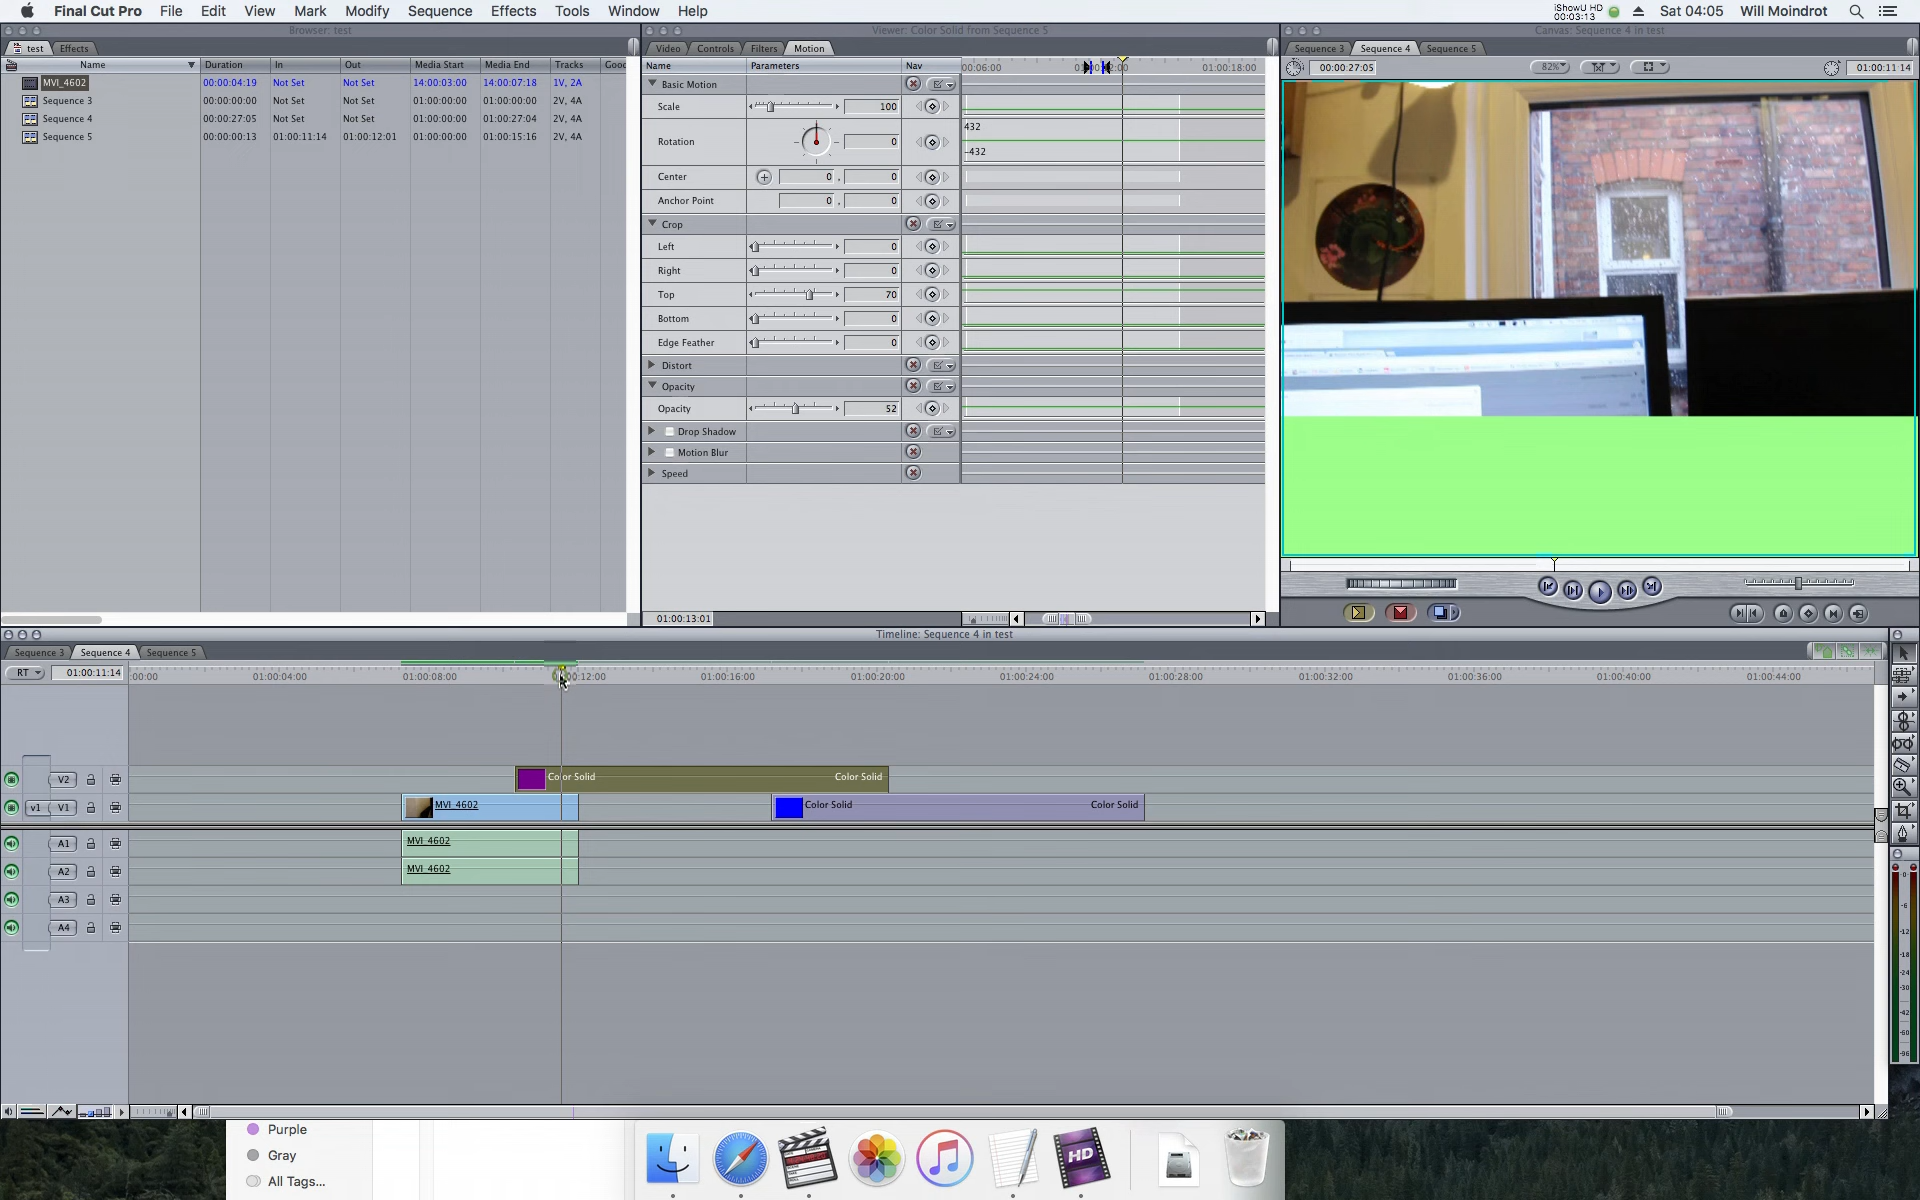 Final Cut Pro File Edit View Mark Modify Sequence Effects Tools Window Help
iShowU HD
00:03:13
Sat 04:05 Will Moindrot
Browser: test
test Effects
Name Duration In Out Media Start Media End Tracks Good
MVI_4602 00:00:04:19 Not Set Not Set 14:00:03:00 14:00:07:18 1V, 2A
Sequence 3 00:00:00:00 Not Set Not Set 01:00:00:00 01:00:00:00 2V, 4A
Sequence 4 00:00:27:05 Not Set Not Set 01:00:00:00 01:00:27:04 2V, 4A
Sequence 5 00:00:00:13 01:00:11:14 01:00:12:01 01:00:00:00 01:00:15:16 2V, 4A
Viewer: Color Solid from Sequence 5
Video Controls Filters Motion
Name Parameters Nav 00:06:00 01:00:12:00 01:00:18:00
Basic Motion
Scale 100
Rotation 0 432
-432
Center 0 , 0
Anchor Point 0 , 0
Crop
Left 0
Right 0
Top 70
Bottom 0
Edge Feather 0
Distort
Opacity
Opacity 52
Drop Shadow
Motion Blur
Speed
01:00:13:01
Canvas: Sequence 4 in test
Sequence 3 Sequence 4 Sequence 5
00:00:27:05 82% 01:00:11:14
Timeline: Sequence 4 in test
Sequence 3 Sequence 4 Sequence 5
RT 01:00:11:14 :00:00 01:00:04:00 01:00:08:00 00:12:00 01:00:16:00 01:00:20:00 01:00:24:00 01:00:28:00 01:00:32:00 01:00:36:00 01:00:40:00 01:00:44:00
V2 Color Solid Color Solid
v1 V1 MVI_4602 Color Solid Color Solid
A1 MVI_4602
A2 MVI_4602
A3
A4
0
-6
-12
-18
-24
-30
-42
-60
-96
Purple
Gray
All Tags...
HD